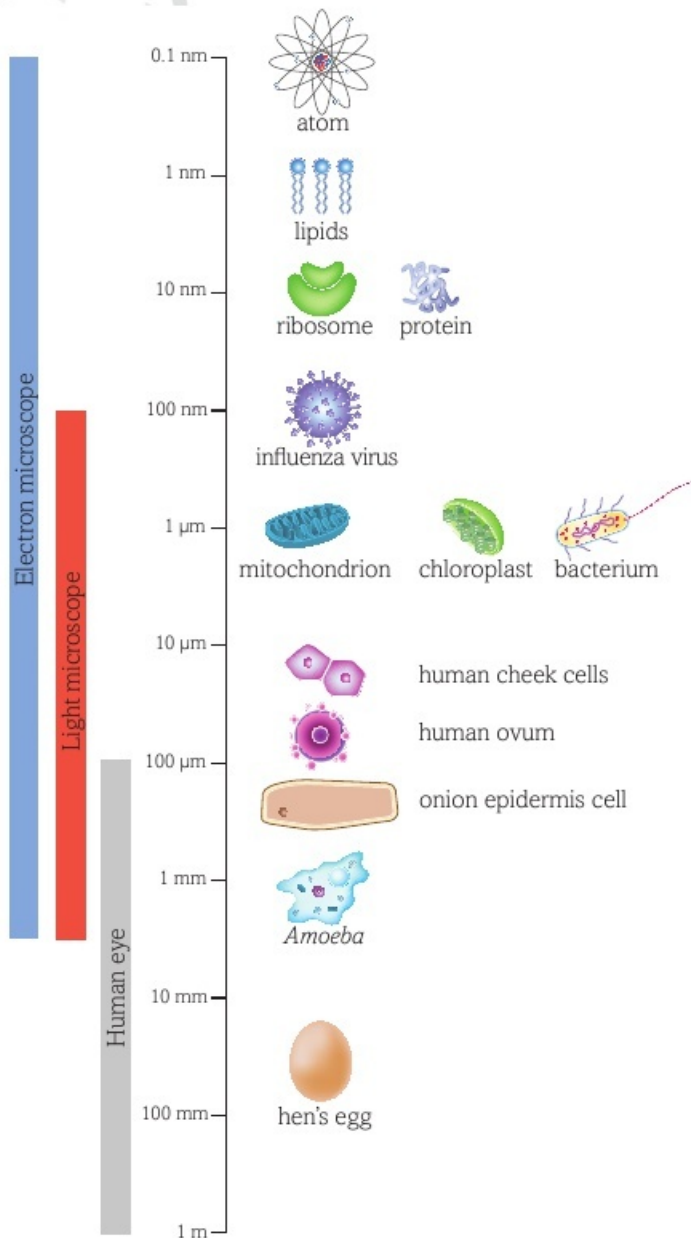 0.1 nm
atom
1 nm
lipids
10 nm
ribosome protein
100 nm
influenza virus
1 µm
mitochondrion chloroplast bacterium
10 µm
human cheek cells
human ovum
100 µm
onion epidermis cell
1 mm
Amoeba
10 mm
100 mm
hen's egg
1 m
Electron microscope
Light microscope
Human eye